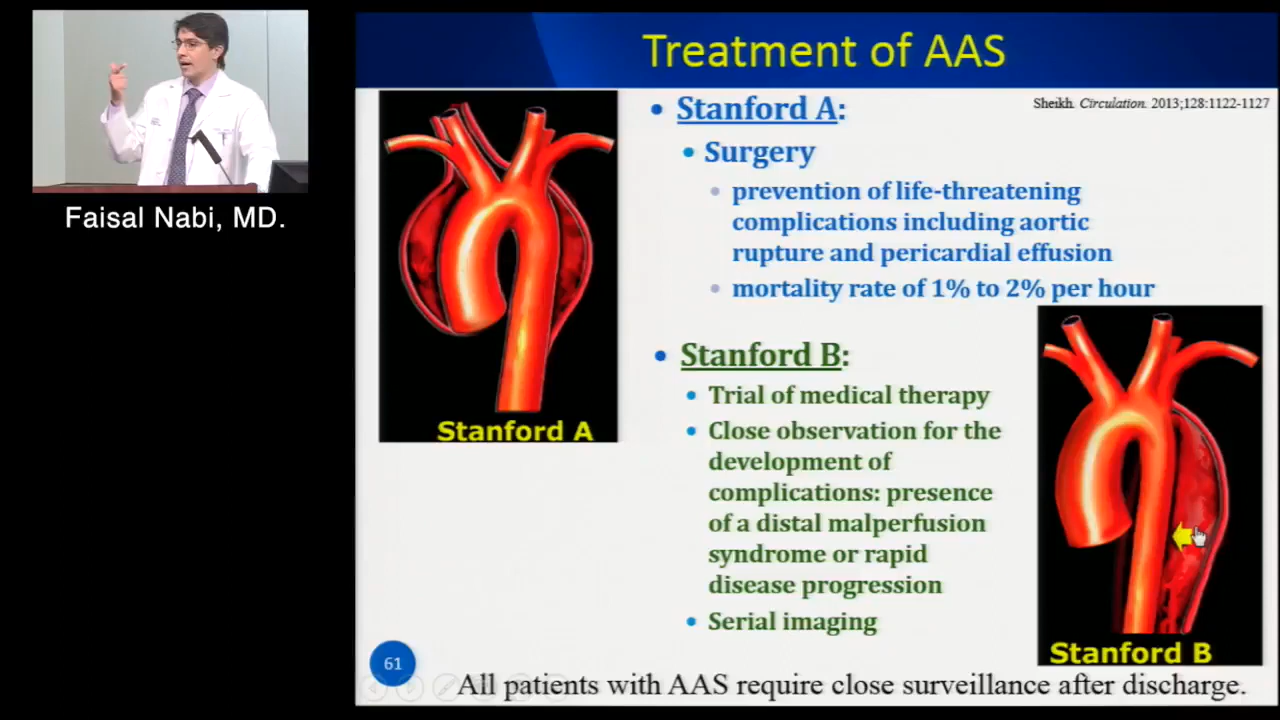 Treatment of AAS
Sheikh. Circulation. 2013;128:1122-1127
Stanford A:
Surgery
prevention of life-threatening
complications including aortic
rupture and pericardial effusion
mortality rate of 1% to 2% per hour
Stanford A
Stanford B:
Trial of medical therapy
Close observation for the
development of
complications: presence
of a distal malperfusion
syndrome or rapid
disease progression
Serial imaging
Stanford B
61
All patients with AAS require close surveillance after discharge.
Faisal Nabi, MD.